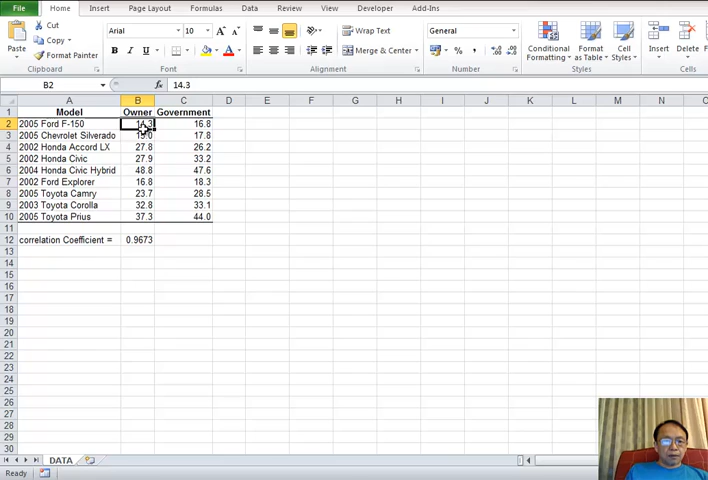 File Home Insert Page Layout Formulas Data Review View Developer Add-Ins
Cut
Copy
Format Painter
Paste
Arial 10
B I U
Wrap Text
Merge & Center
General
$ % ,
Conditional Formatting
Format as Table
Cell Styles
Insert
Delete
Clipboard Font Alignment Number Styles Cells
B2 fx 14.3
A B C D E F G H I J K L M N
1 Model Owner Government
2 2005 Ford F-150 14.3 16.8
3 2005 Chevrolet Silverado 17.8
4 2002 Honda Accord LX 27.8 26.2
5 2002 Honda Civic 27.9 33.2
6 2004 Honda Civic Hybrid 48.8 47.6
7 2002 Ford Explorer 16.8 18.3
8 2005 Toyota Camry 23.7 28.5
9 2003 Toyota Corolla 32.8 33.1
10 2005 Toyota Prius 37.3 44.0
11
12 correlation Coefficient = 0.9673
13
14
15
16
17
18
19
20
21
22
23
24
25
26
27
28
29
30
DATA
Ready